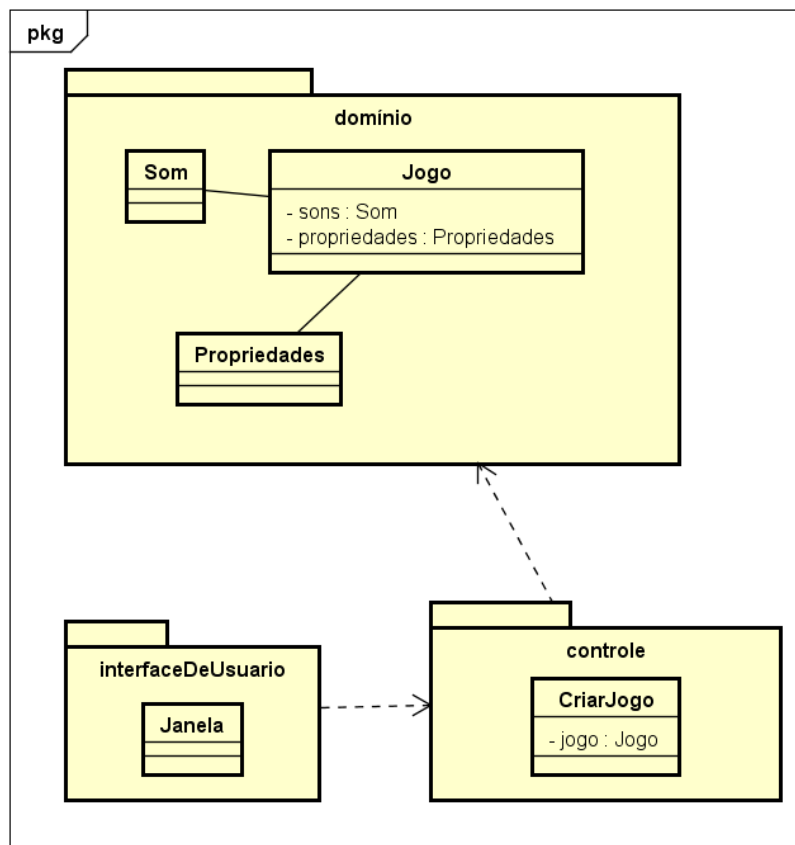 pkg
domínio
Som
Jogo
- sons : Som
- propriedades : Propriedades
Propriedades
interfaceDeUsuario
Janela
controle
CriarJogo
- jogo : Jogo